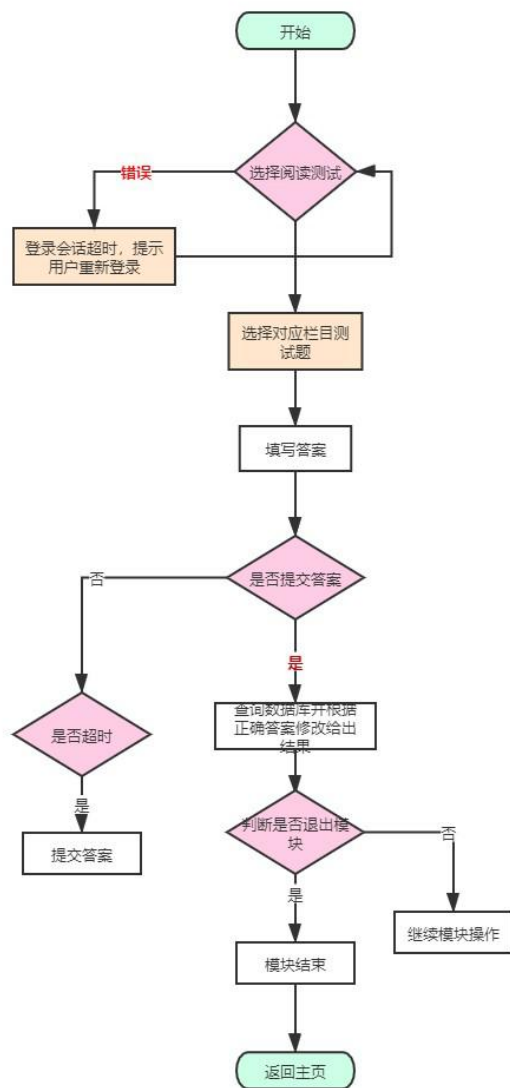 开始
选择阅读测试
错误
登录会话超时，提示
用户重新登录
选择对应栏目测
试题
填写答案
是否提交答案
否
是
是否超时
查询数据库并根据
正确答案修改给出
结果
是
提交答案
判断是否退出模
块
否
是
继续模块操作
模块结束
返回主页